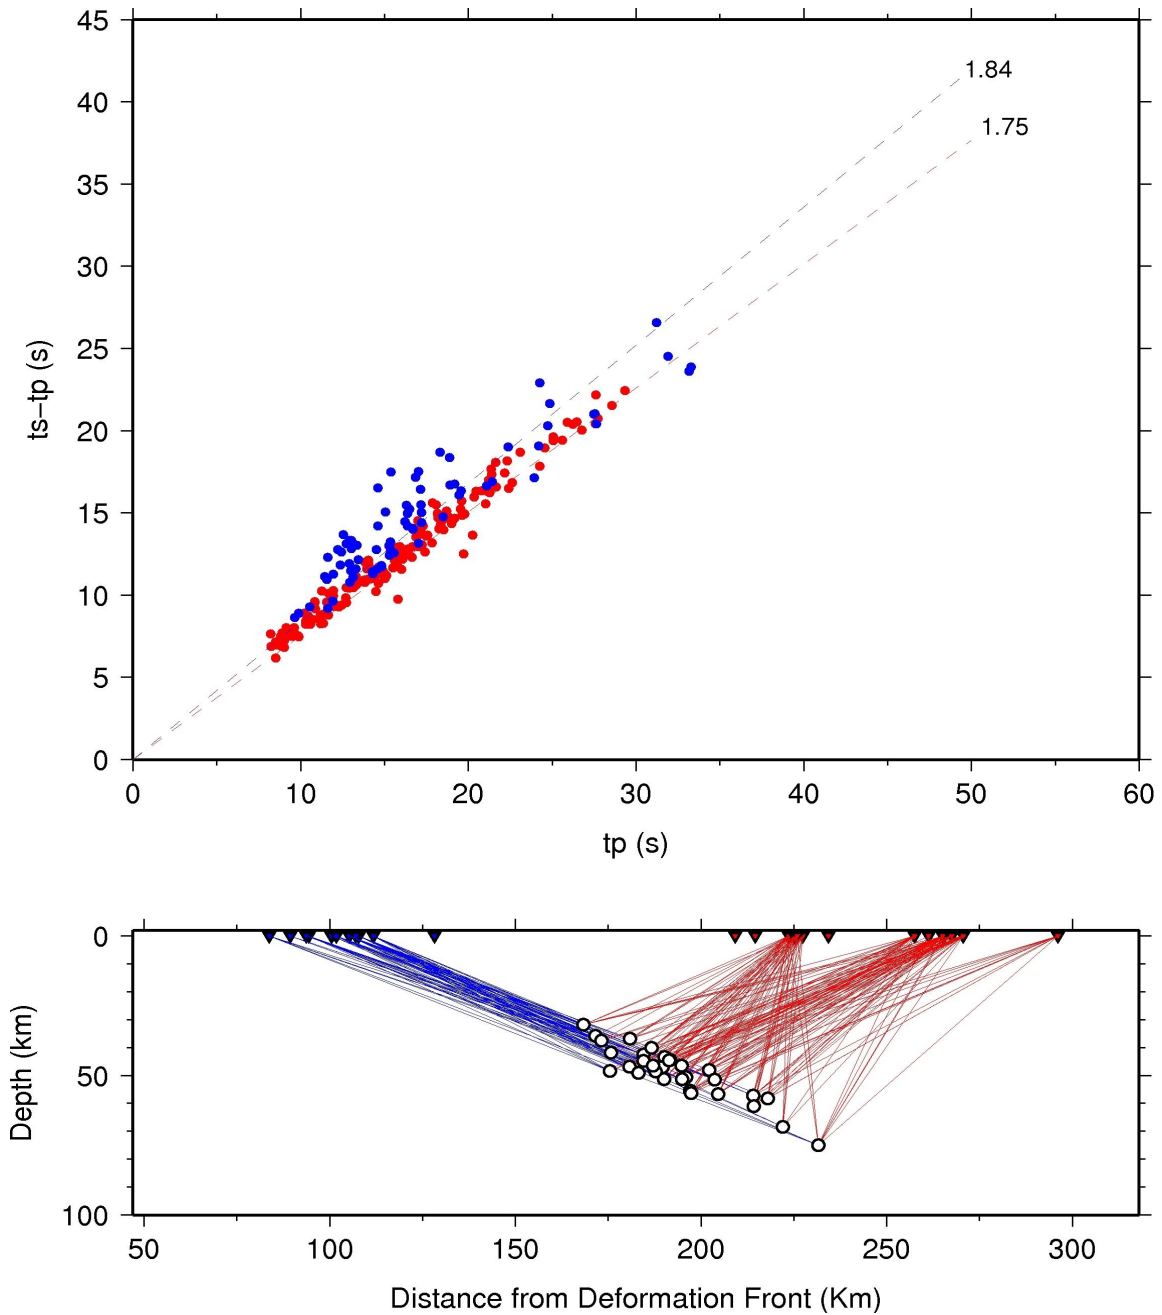 45
40
35
30
25
20
15
10
5
0
ts−tp (s)
1.84
1.75
0 10 20 30 40 50 60
tp (s)
0
50
100
Depth (km)
50 100 150 200 250 300
Distance from Deformation Front (Km)